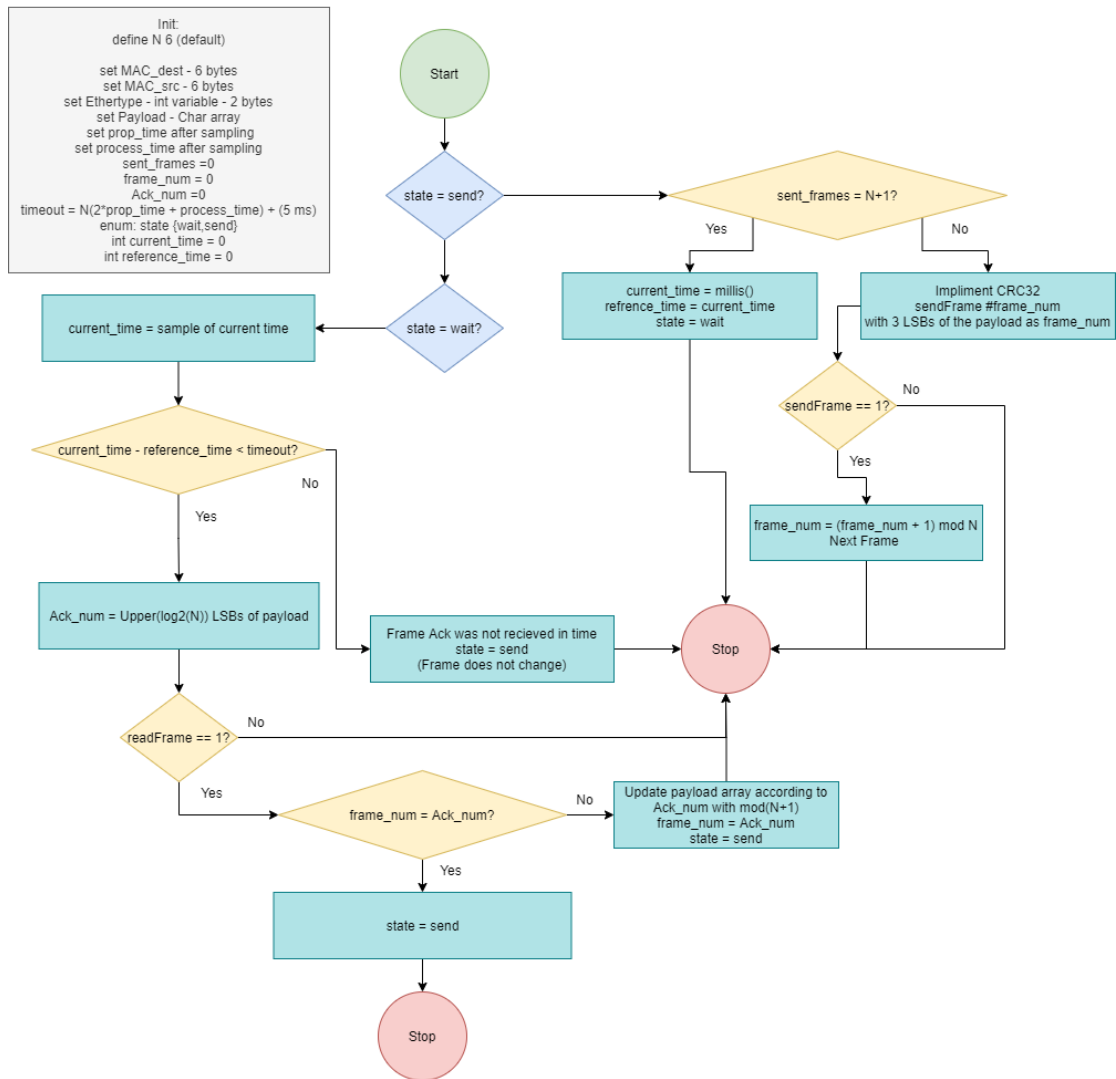 Init:
define N 6 (default)
set MAC_dest - 6 bytes
set MAC_src - 6 bytes
set Ethertype - int variable - 2 bytes
set Payload - Char array
set prop_time after sampling
set process_time after sampling
sent_frames =0
frame_num = 0
Ack_num =0
timeout = N(2*prop_time + process_time) + (5 ms)
enum: state {wait,send}
int current_time = 0
int reference_time = 0
Start
state = send?
sent_frames = N+1?
Yes
No
current_time = millis()
refrence_time = current_time
state = wait
Impliment CRC32
sendFrame #frame_num
with 3 LSBs of the payload as frame_num
state = wait?
current_time = sample of current time
sendFrame == 1?
No
Yes
current_time - reference_time < timeout?
No
Yes
frame_num = (frame_num + 1) mod N
Next Frame
Ack_num = Upper(log2(N)) LSBs of payload
Frame Ack was not recieved in time
state = send
(Frame does not change)
Stop
readFrame == 1?
No
Yes
frame_num = Ack_num?
No
Yes
Update payload array according to
Ack_num with mod(N+1)
frame_num = Ack_num
state = send
state = send
Stop